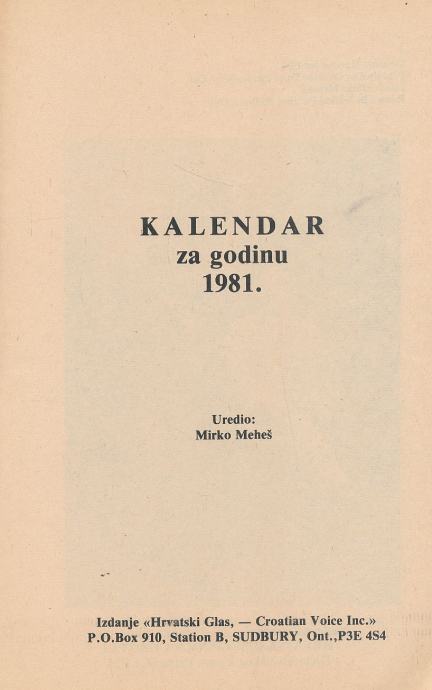 KALENDAR
za godinu
1981.
Uredio:
Mirko Meheš
Izdanje «Hrvatski Glas, — Croatian Voice Inc.»
P.O.Box 910, Station B, SUDBURY, Ont.,P3E 4S4